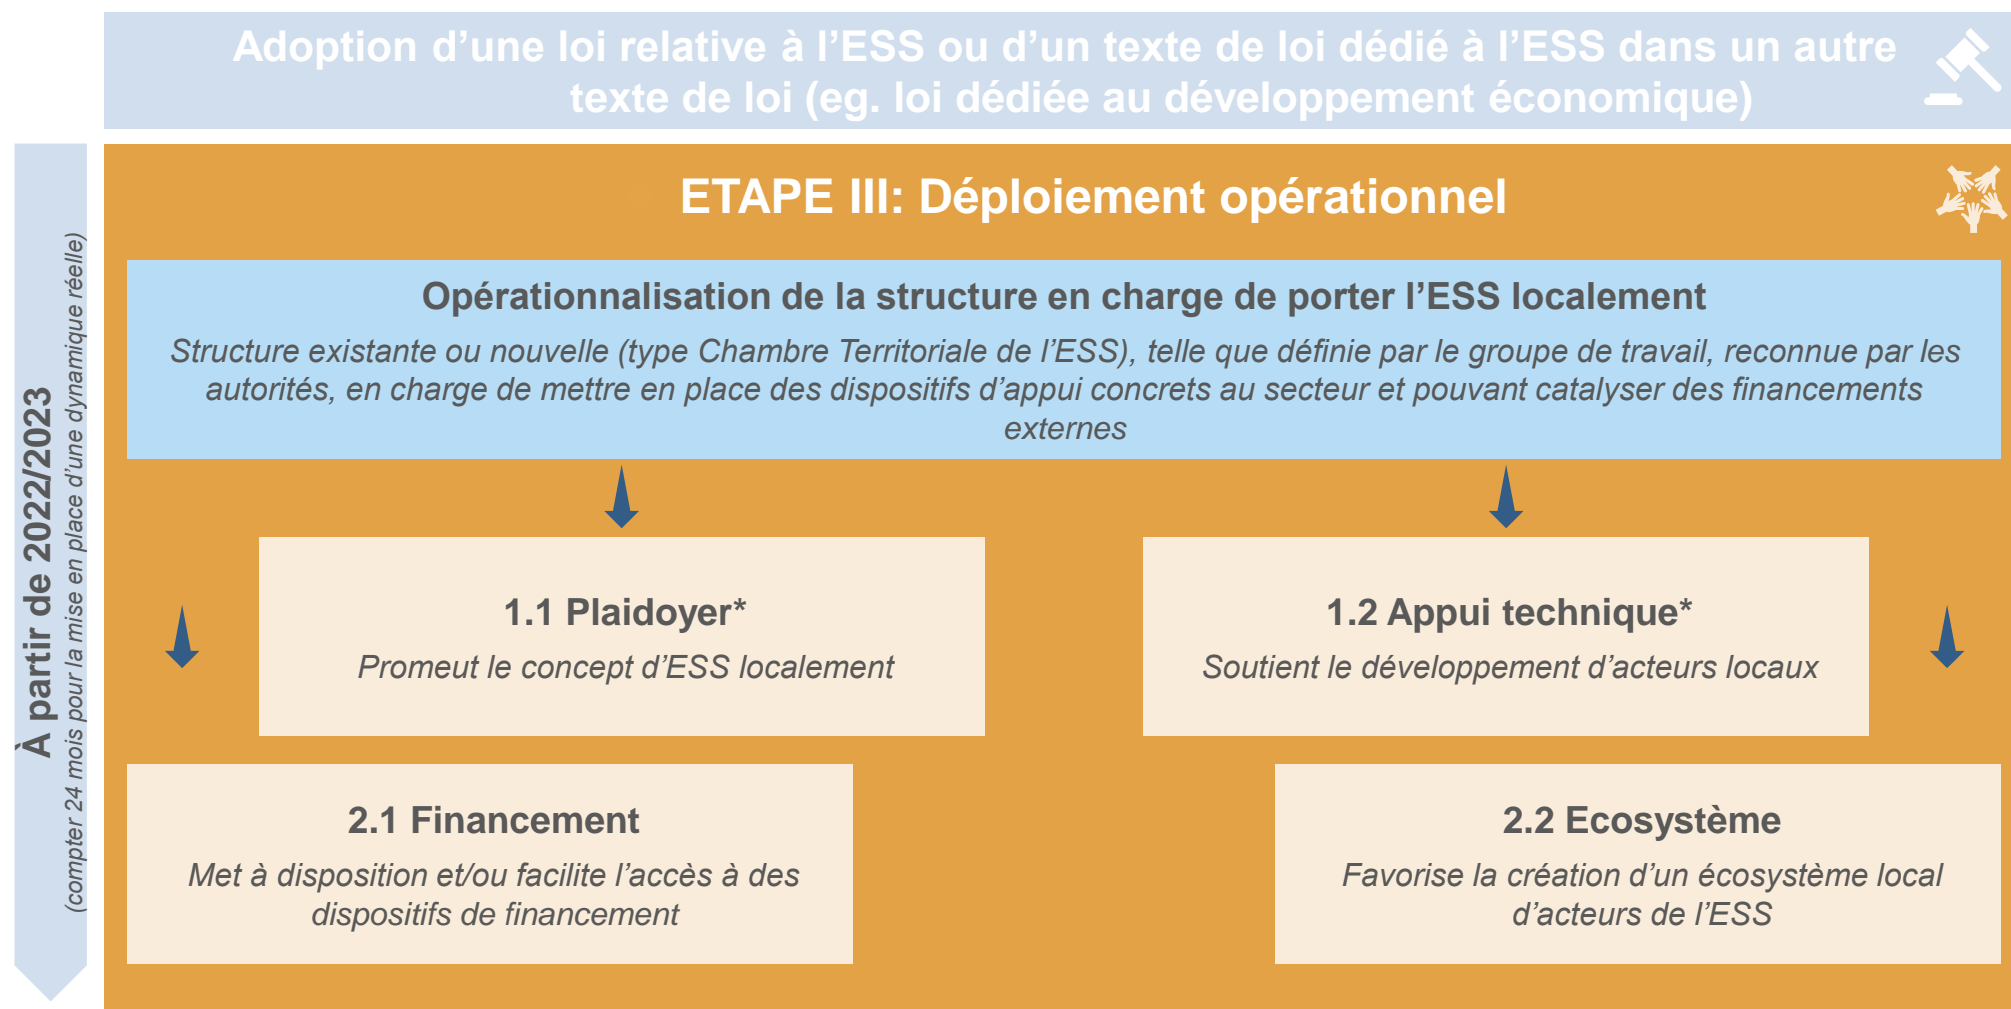 Adoption d’une loi relative à l’ESS ou d’un texte de loi dédié à l’ESS dans un autre
texte de loi (eg. loi dédiée au développement économique)
À partir de 2022/2023
(compter 24 mois pour la mise en place d’une dynamique réelle)
ETAPE III: Déploiement opérationnel
Opérationnalisation de la structure en charge de porter l’ESS localement
Structure existante ou nouvelle (type Chambre Territoriale de l’ESS), telle que définie par le groupe de travail, reconnue par les
autorités, en charge de mettre en place des dispositifs d’appui concrets au secteur et pouvant catalyser des financements
externes
1.1 Plaidoyer*
Promeut le concept d’ESS localement
1.2 Appui technique*
Soutient le développement d’acteurs locaux
2.1 Financement
Met à disposition et/ou facilite l’accès à des
dispositifs de financement
2.2 Ecosystème
Favorise la création d’un écosystème local
d’acteurs de l’ESS